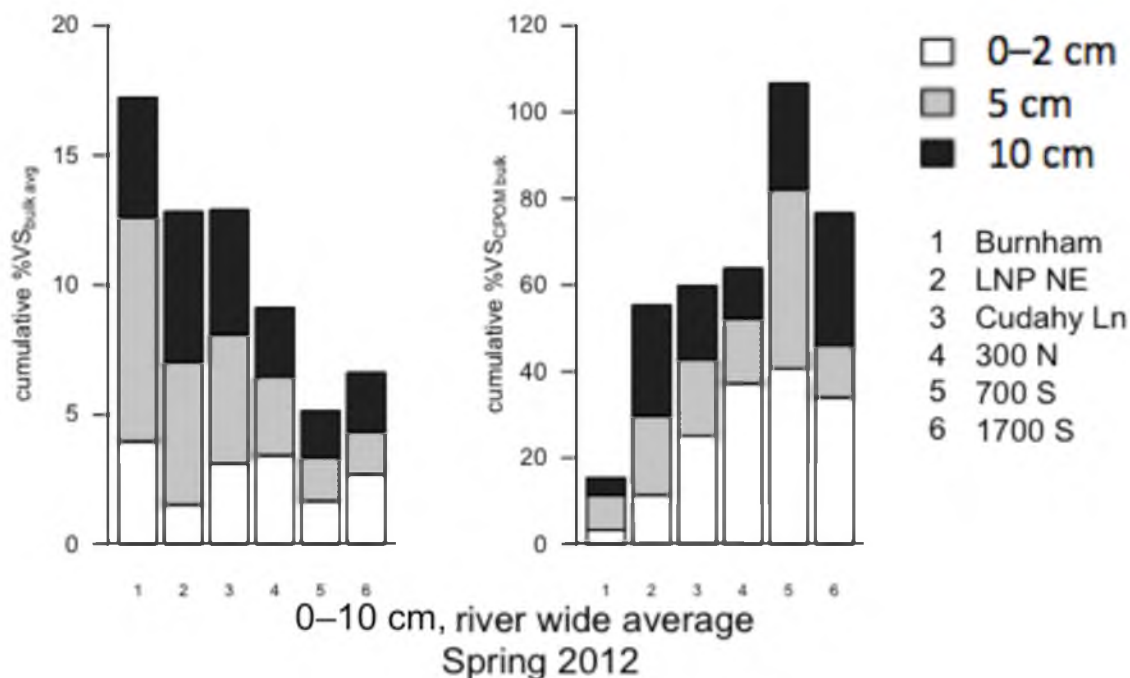 20
15
10
5
0
cumulative %VSbulk avg
1 2 3 4 5 6
120
100
80
60
40
20
0
cumulative %VSCPOM bulk
1 2 3 4 5 6
0–2 cm
5 cm
10 cm
1 Burnham
2 LNP NE
3 Cudahy Ln
4 300 N
5 700 S
6 1700 S
0–10 cm, river wide average
Spring 2012